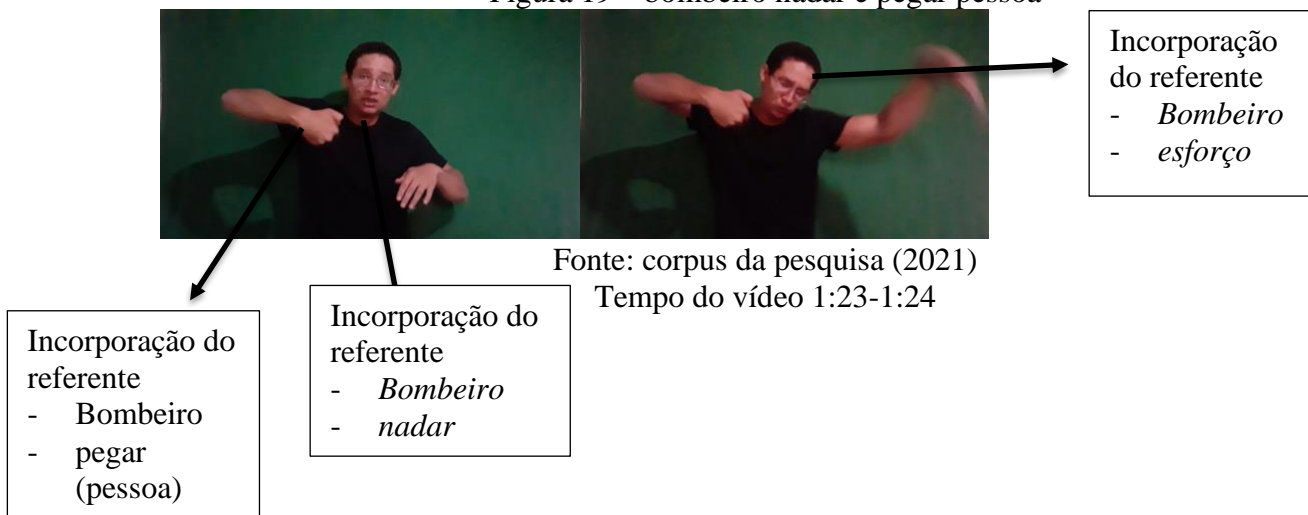 Figura 19 – bombeiro nadar e pegar pessoa
Incorporação
do referente
- Bombeiro
- esforço
Fonte: corpus da pesquisa (2021)
Tempo do vídeo 1:23-1:24
Incorporação do
referente
- Bombeiro
- nadar
Incorporação do
referente
- Bombeiro
- pegar
(pessoa)